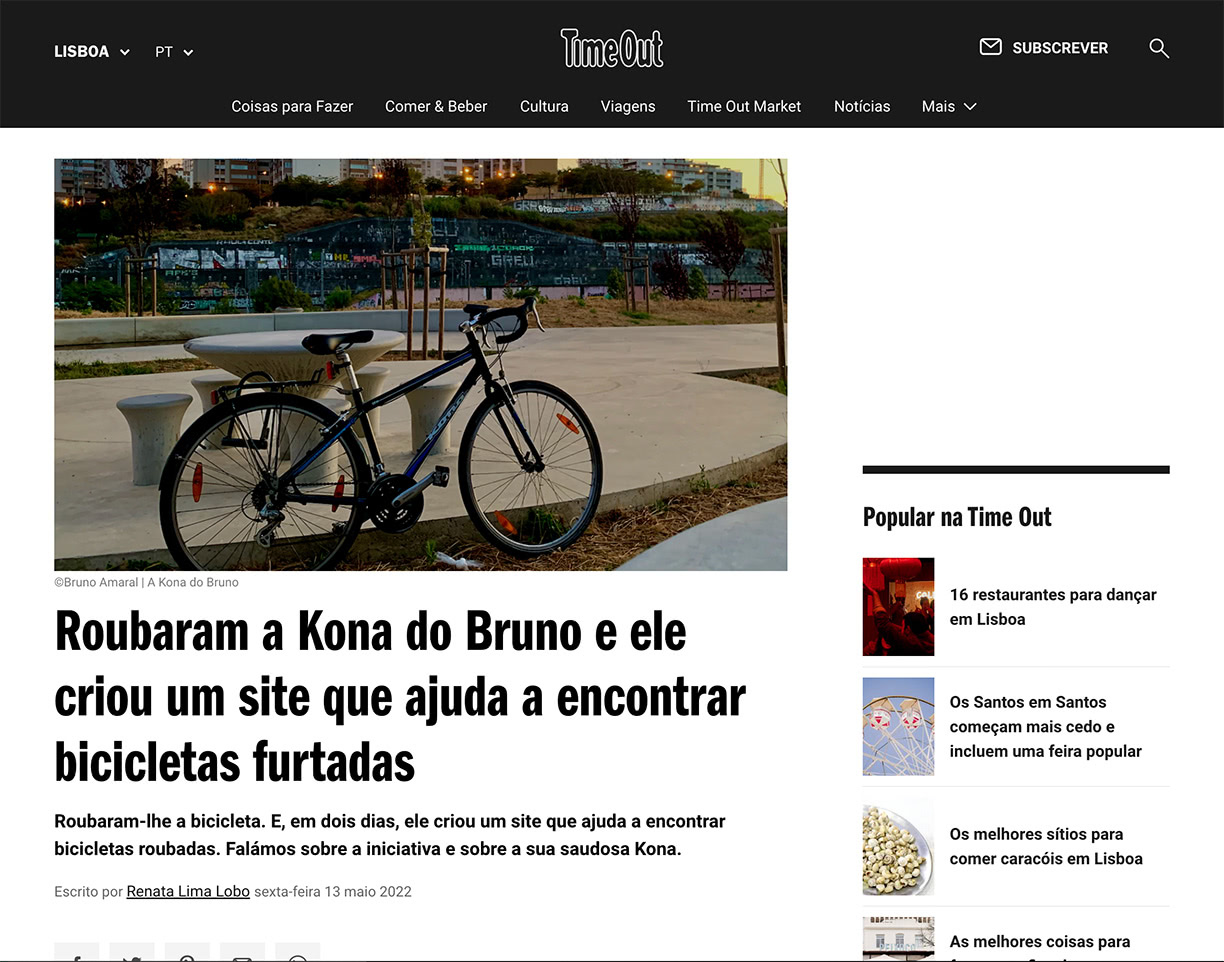 LISBOA
PT
TimeOut
SUBSCREVER
Coisas para Fazer
Comer & Beber
Cultura
Viagens
Time Out Market
Notícias
Mais
©Bruno Amaral | A Kona do Bruno
Roubaram a Kona do Bruno e ele
criou um site que ajuda a encontrar
bicicletas furtadas
Roubaram-lhe a bicicleta. E, em dois dias, ele criou um site que ajuda a encontrar
bicicletas roubadas. Falámos sobre a iniciativa e sobre a sua saudosa Kona.
Escrito por Renata Lima Lobo sexta-feira 13 maio 2022
Popular na Time Out
16 restaurantes para dançar
em Lisboa
Os Santos em Santos
começam mais cedo e
incluem uma feira popular
Os melhores sítios para
comer caracóis em Lisboa
As melhores coisas para